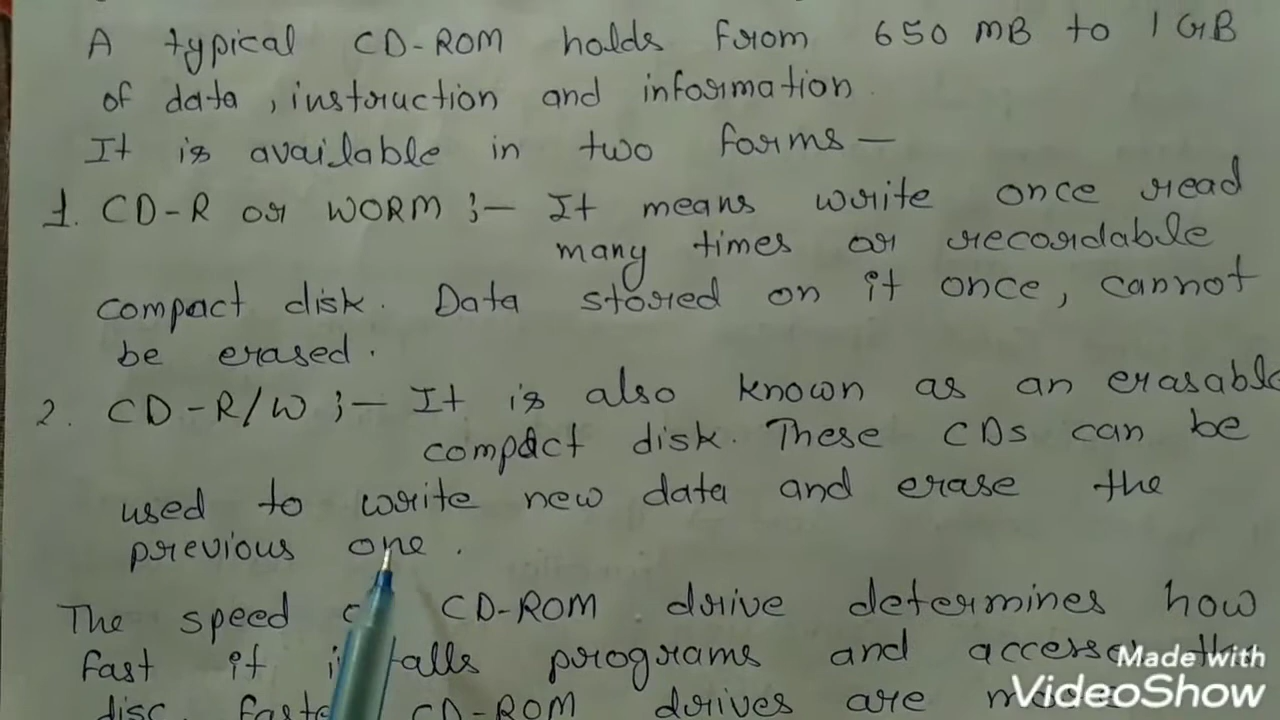 A typical CD-ROM holds from 650 MB to 1 GB
of data, instruction and information.
It is available in two forms —
1. CD-R or WORM ;— It means write once read
many times or recordable
compact disk. Data stored on it once, cannot
be erased.
2. CD-R/W ;— It is also known as an erasable
compact disk. These CDs can be
used to write new data and erase the
previous one.
The speed CD-ROM drive determines how
fast it programs and
disc. CD-ROM drives are
Made with
VideoShow